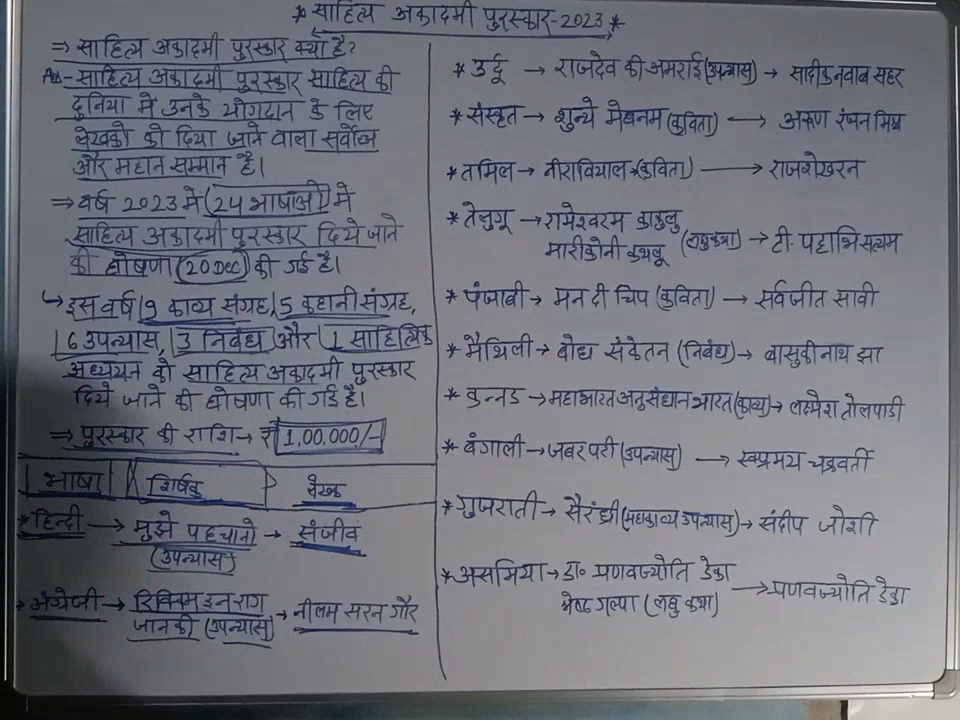 * साहित्य अकादमी पुरस्कार-2023 *
⇒ साहित्य अकादमी पुरस्कार क्या है?
Ans - साहित्य अकादमी पुरस्कार साहित्य की
दुनिया मे उनके योगदान के लिए
लेखको को दिया जाने वाला सर्वोच्च
और महान सम्मान है।
⇒ वर्ष 2023 में (24 भाषाओ) मे
साहित्य अकादमी पुरस्कार दिये जाने
की घोषणा (20 DEC) की गई है।
↳ इस वर्ष 9 काव्य संग्रह, 5 कहानी संग्रह,
6 उपन्यास, 3 निबंध और 1 साहित्यिक
अध्ययन को साहित्य अकादमी पुरस्कार
दिये जाने की घोषणा की गई है।
⇒ पुरस्कार की राशि → ₹ 1,00,000/-
भाषा शिर्षक लेखक
* हिन्दी → मुझे पहचानो → संजीव
(उपन्यास)
* अंग्रेजी → रिक्विम इन राग → नीलम सरन गौर
जानकी (उपन्यास)
* उर्दू → राजदेव की अमराई (उपन्यास) → सादीक नवाब सहर
* संस्कृत → शुन्ये मेघनम (कविता) → अरूण रंजन मिश्र
* तमिल → नीरावियाल → (कविता) → राजशेखरन
* तेलुगू → रामेश्वरम काकुलु
मारीकोनी कथलू (लघुकथा) → टी. पद्दाभि सत्यम
* पंजाबी → मन दी चिप (कविता) → सर्वजीत सावी
* मैथिली → बोध संकेतन (निबंध) → बासुकीनाथ झा
* कन्नड → महाभारत अनुसंधान भारत (काव्य) → लक्ष्मेश तोलपाडी
* बंगाली → जबर परी (उपन्यास) → स्वप्रमय चक्रवर्ती
* गुजराती → सैरंध्री (महाकाव्य उपन्यास) → संदीप जोशी
* असमिया → डा. प्रणवज्योति डेका
श्रेष्ट गल्पा (लघु कथा) → प्रणवज्योति डेका